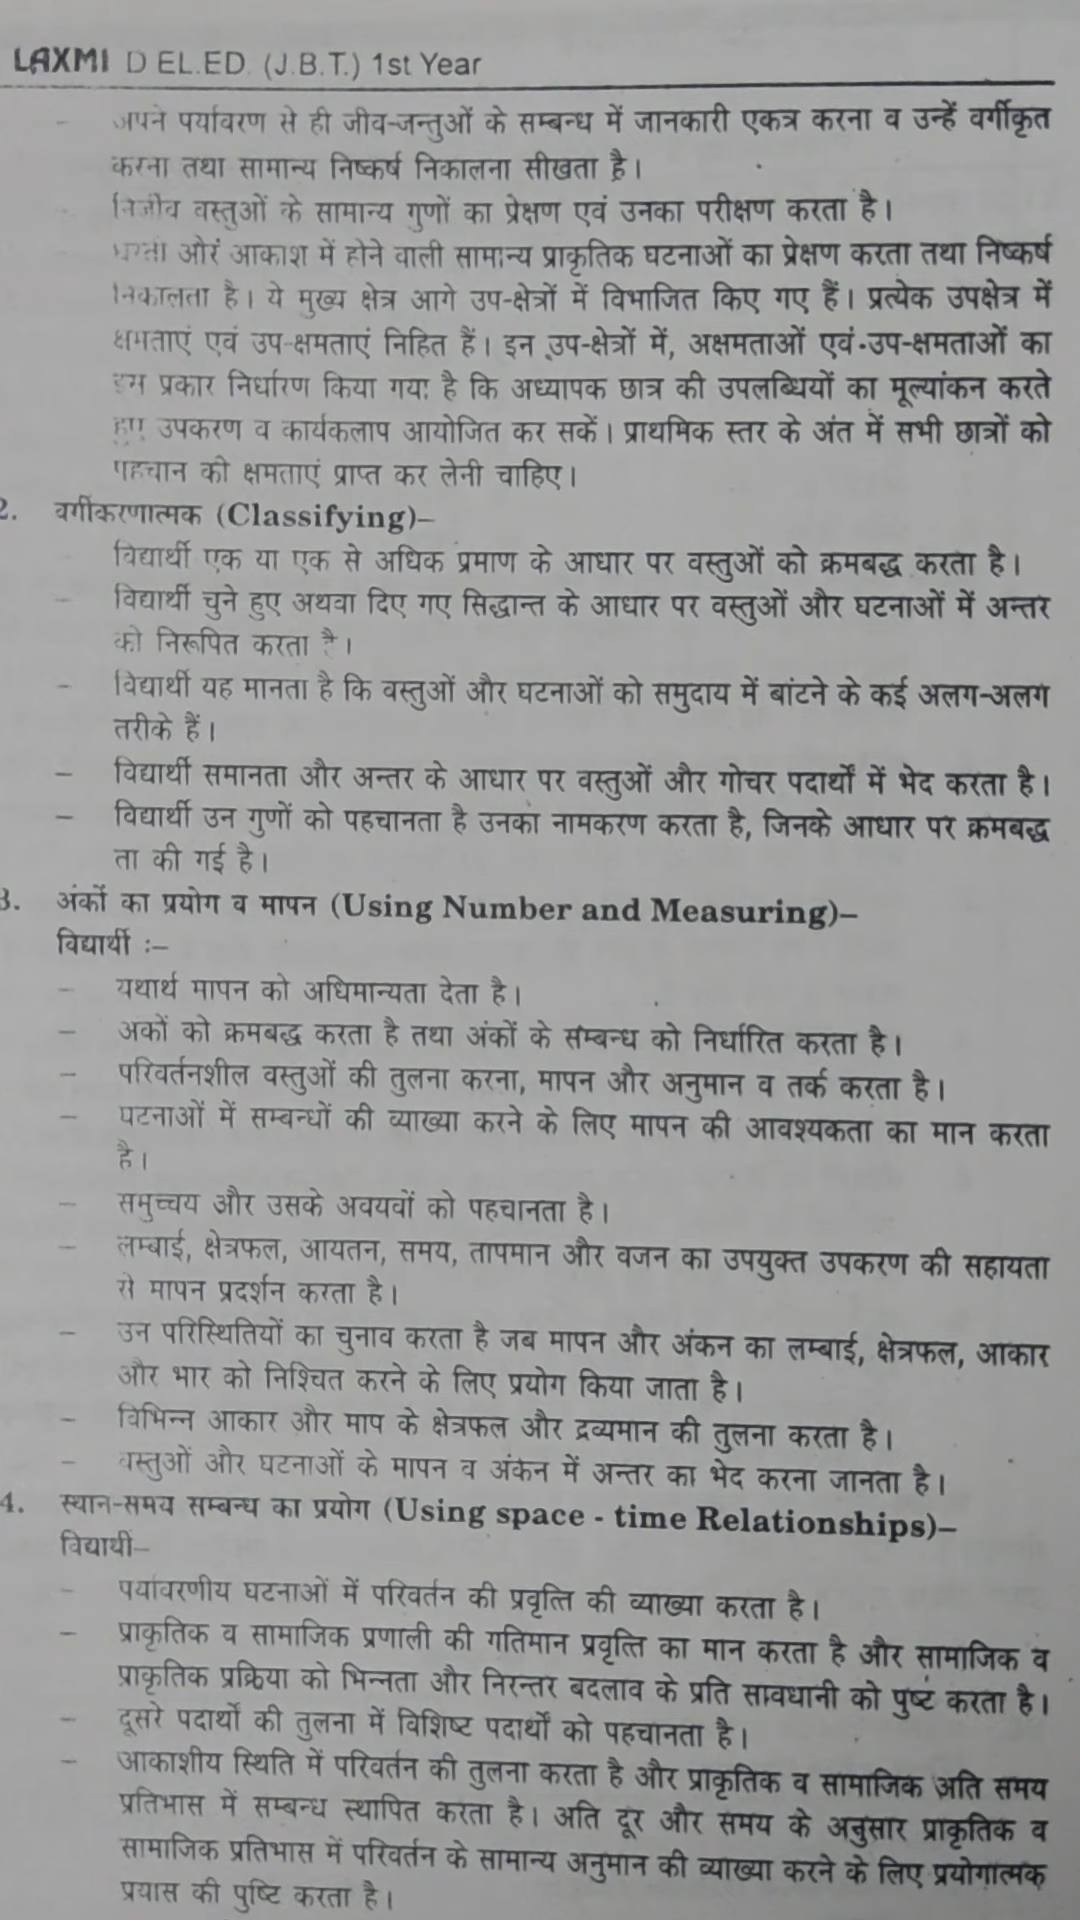 LAXMI D EL.ED. (J.B.T.) 1st Year
– अपने पर्यावरण से ही जीव-जन्तुओं के सम्बन्ध में जानकारी एकत्र करना व उन्हें वर्गीकृत
करना तथा सामान्य निष्कर्ष निकालना सीखता है।
– निर्जीव वस्तुओं के सामान्य गुणों का प्रेक्षण एवं उनका परीक्षण करता है।
– धरती और आकाश में होने वाली सामान्य प्राकृतिक घटनाओं का प्रेक्षण करता तथा निष्कर्ष
निकालता है। ये मुख्य क्षेत्र आगे उप-क्षेत्रों में विभाजित किए गए हैं। प्रत्येक उपक्षेत्र में
क्षमताएं एवं उप-क्षमताएं निहित हैं। इन उप-क्षेत्रों में, अक्षमताओं एवं-उप-क्षमताओं का
इस प्रकार निर्धारण किया गया है कि अध्यापक छात्र की उपलब्धियों का मूल्यांकन करते
हुए उपकरण व कार्यकलाप आयोजित कर सकें। प्राथमिक स्तर के अंत में सभी छात्रों को
पहचान की क्षमताएं प्राप्त कर लेनी चाहिए।
2. वर्गीकरणात्मक (Classifying)–
विद्यार्थी एक या एक से अधिक प्रमाण के आधार पर वस्तुओं को क्रमबद्ध करता है।
– विद्यार्थी चुने हुए अथवा दिए गए सिद्धान्त के आधार पर वस्तुओं और घटनाओं में अन्तर
को निरूपित करता है।
– विद्यार्थी यह मानता है कि वस्तुओं और घटनाओं को समुदाय में बांटने के कई अलग-अलग
तरीके हैं।
– विद्यार्थी समानता और अन्तर के आधार पर वस्तुओं और गोचर पदार्थों में भेद करता है।
– विद्यार्थी उन गुणों को पहचानता है उनका नामकरण करता है, जिनके आधार पर क्रमबद्ध
ता की गई है।
3. अंकों का प्रयोग व मापन (Using Number and Measuring)–
विद्यार्थी :–
– यथार्थ मापन को अधिमान्यता देता है।
– अकों को क्रमबद्ध करता है तथा अंकों के सम्बन्ध को निर्धारित करता है।
– परिवर्तनशील वस्तुओं की तुलना करना, मापन और अनुमान व तर्क करता है।
– घटनाओं में सम्बन्धों की व्याख्या करने के लिए मापन की आवश्यकता का मान करता
है।
– समुच्चय और उसके अवयवों को पहचानता है।
– लम्बाई, क्षेत्रफल, आयतन, समय, तापमान और वजन का उपयुक्त उपकरण की सहायता
से मापन प्रदर्शन करता है।
– उन परिस्थितियों का चुनाव करता है जब मापन और अंकन का लम्बाई, क्षेत्रफल, आकार
और भार को निश्चित करने के लिए प्रयोग किया जाता है।
– विभिन्न आकार और माप के क्षेत्रफल और द्रव्यमान की तुलना करता है।
– वस्तुओं और घटनाओं के मापन व अंकन में अन्तर का भेद करना जानता है।
4. स्थान-समय सम्बन्ध का प्रयोग (Using space - time Relationships)–
विद्यार्थी–
– पर्यावरणीय घटनाओं में परिवर्तन की प्रवृत्ति की व्याख्या करता है।
– प्राकृतिक व सामाजिक प्रणाली की गतिमान प्रवृत्ति का मान करता है और सामाजिक व
प्राकृतिक प्रक्रिया को भिन्नता और निरन्तर बदलाव के प्रति सावधानी को पुष्ट करता है।
– दूसरे पदार्थों की तुलना में विशिष्ट पदार्थों को पहचानता है।
– आकाशीय स्थिति में परिवर्तन की तुलना करता है और प्राकृतिक व सामाजिक अति समय
प्रतिभास में सम्बन्ध स्थापित करता है। अति दूर और समय के अनुसार प्राकृतिक व
सामाजिक प्रतिभास में परिवर्तन के सामान्य अनुमान की व्याख्या करने के लिए प्रयोगात्मक
प्रयास की पुष्टि करता है।